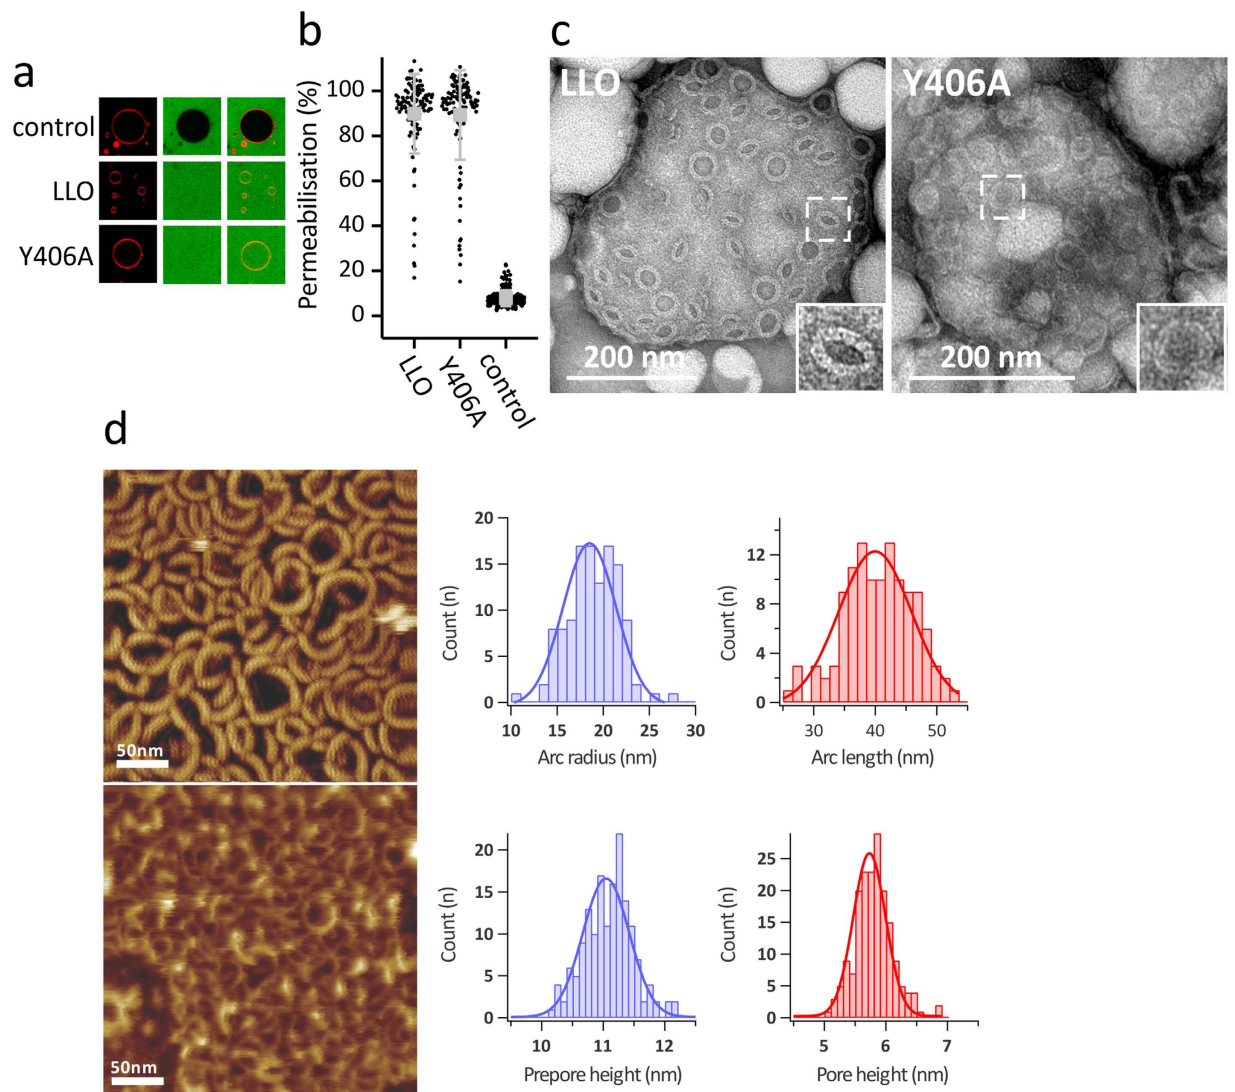 a
control
LLO
Y406A
b
Permeabilisation (%)
100
80
60
40
20
0
LLO
Y406A
control
c
LLO
200 nm
Y406A
200 nm
d
50nm
50nm
Count (n)
20
15
10
5
0
10 15 20 25 30
Arc radius (nm)
Count (n)
12
8
4
0
30 40 50
Arc length (nm)
Count (n)
20
15
10
5
0
10 11 12
Prepore height (nm)
Count (n)
25
20
15
10
5
0
5 6 7
Pore height (nm)